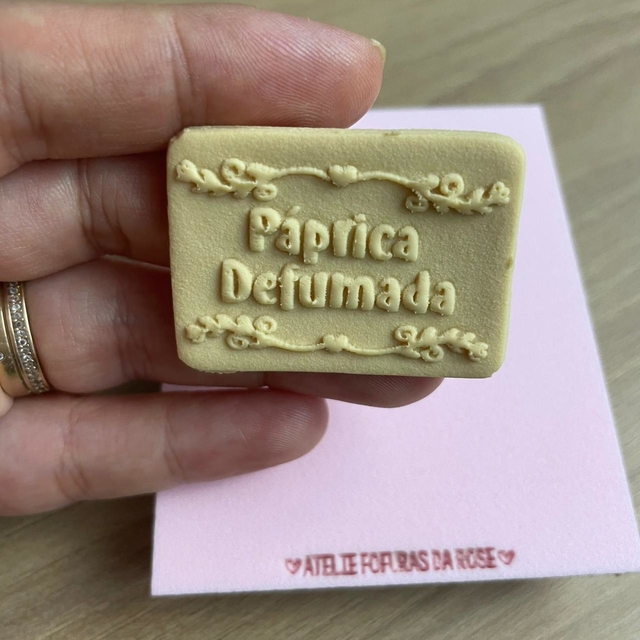 Páprica
Defumada
♥ATELIE FOFURAS DA ROSE♥